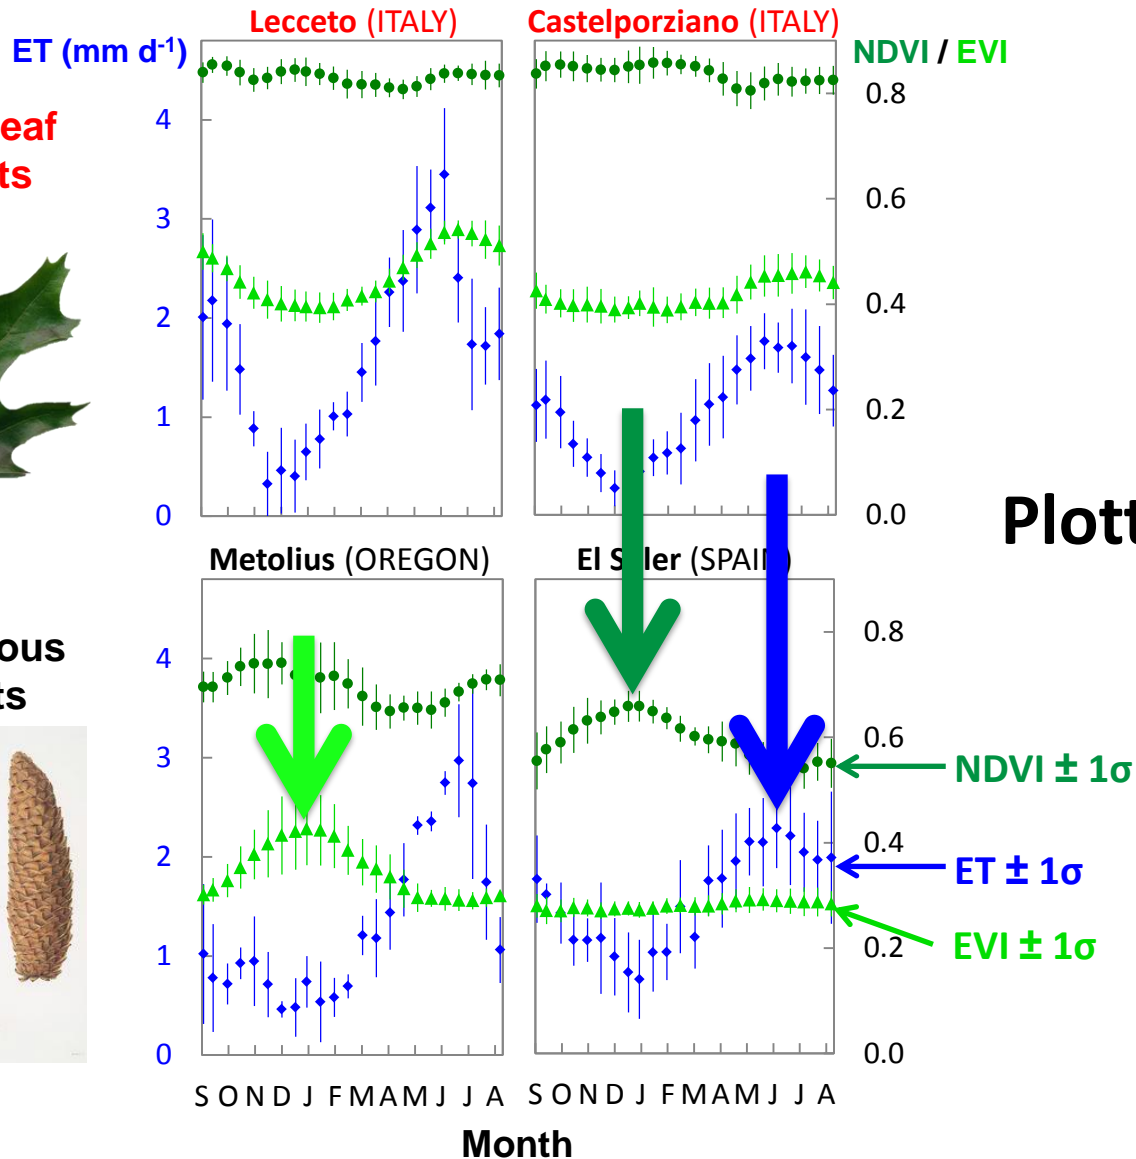 Lecceto (ITALY)
Castelporziano (ITALY)
ET (mm d-1)
NDVI / EVI
eaf
ts
4
3
2
1
0
0.8
0.6
0.4
0.2
0.0
Plott
Metolius (OREGON)
El S ler (SPAIN)
ous
ts
4
3
2
1
0
0.8
0.6
0.4
0.2
0.0
NDVI ± 1σ
ET ± 1σ
EVI ± 1σ
S O N D J F M A M J J A
S O N D J F M A M J J A
Month